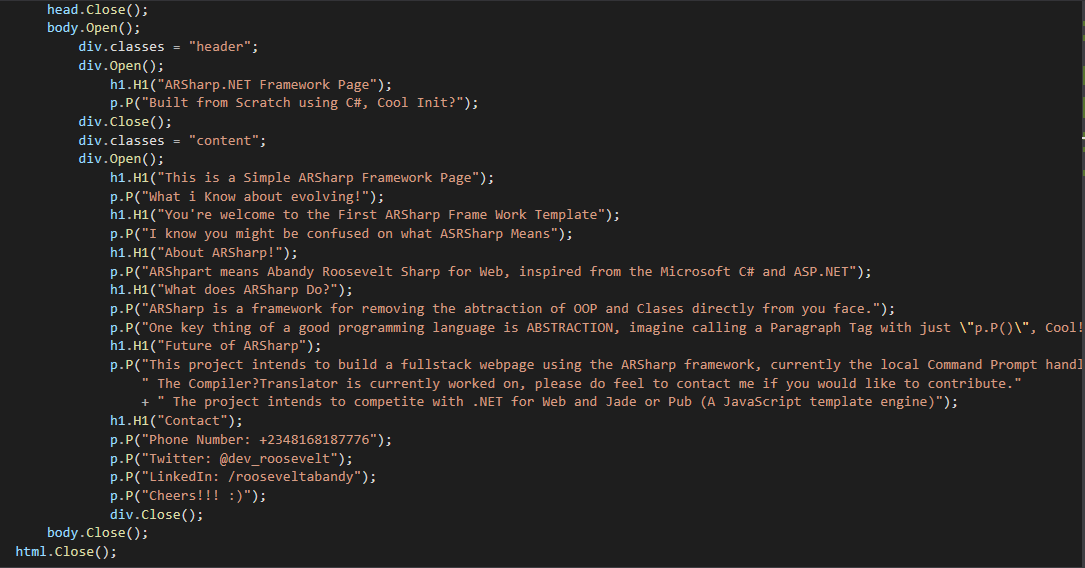 head.Close();
body.Open();
div.classes = "header";
div.Open();
h1.H1("ARSharp.NET Framework Page");
p.P("Built from Scratch using C#, Cool Init?");
div.Close();
div.classes = "content";
div.Open();
h1.H1("This is a Simple ARSharp Framework Page");
p.P("What i Know about evolving!");
h1.H1("You're welcome to the First ARSharp Frame Work Template");
p.P("I know you might be confused on what ASRSharp Means");
h1.H1("About ARSharp!");
p.P("ARShpart means Abandy Roosevelt Sharp for Web, inspired from the Microsoft C# and ASP.NET");
h1.H1("What does ARSharp Do?");
p.P("ARSharp is a framework for removing the abtraction of OOP and Clases directly from you face.");
p.P("One key thing of a good programming language is ABSTRACTION, imagine calling a Paragraph Tag with just \"p.P()\", Cool!
h1.H1("Future of ARSharp");
p.P("This project intends to build a fullstack webpage using the ARSharp framework, currently the local Command Prompt handl
" The Compiler?Translator is currently worked on, please do feel to contact me if you would like to contribute."
+ " The project intends to competite with .NET for Web and Jade or Pub (A JavaScript template engine)");
h1.H1("Contact");
p.P("Phone Number: +2348168187776");
p.P("Twitter: @dev_roosevelt");
p.P("LinkedIn: /rooseveltabandy");
p.P("Cheers!!! :)");
div.Close();
body.Close();
html.Close();